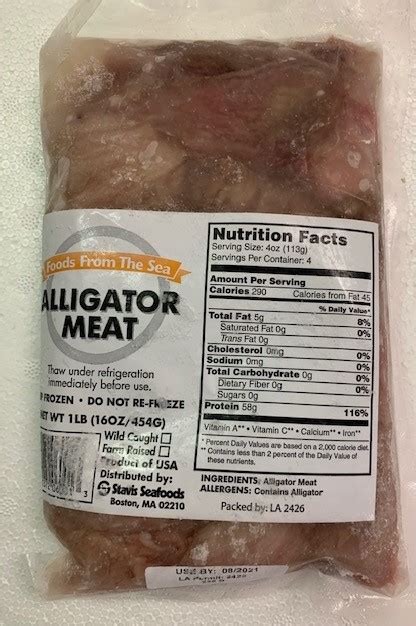 Foods From The Sea
ALLIGATOR
MEAT
Thaw under refrigeration
immediately before use.
FROZEN • DO NOT RE-FREEZE
NET WT 1LB (16OZ/454G)
Wild Caught
Farm Raised
Product of USA
Distributed by:
Stavis Seafoods
Boston, MA 02210
3
Nutrition Facts
Serving Size: 4oz (113g)
Servings Per Container: 4
Amount Per Serving
Calories 290 Calories from Fat 45
% Daily Value*
Total Fat 5g 8%
Saturated Fat 0g 0%
Trans Fat 0g
Cholesterol 0mg 0%
Sodium 0mg 0%
Total Carbohydrate 0g 0%
Dietary Fiber 0g 0%
Sugars 0g
Protein 58g 116%
Vitamin A** • Vitamin C** • Calcium** • Iron**
* Percent Daily Values are based on a 2,000 calorie diet.
** Contains less than 2 percent of the Daily Value of
these nutrients.
INGREDIENTS: Alligator Meat
ALLERGENS: Contains Alligator
Packed by: LA 2426
USE BY: 08/2021
LA Permit: